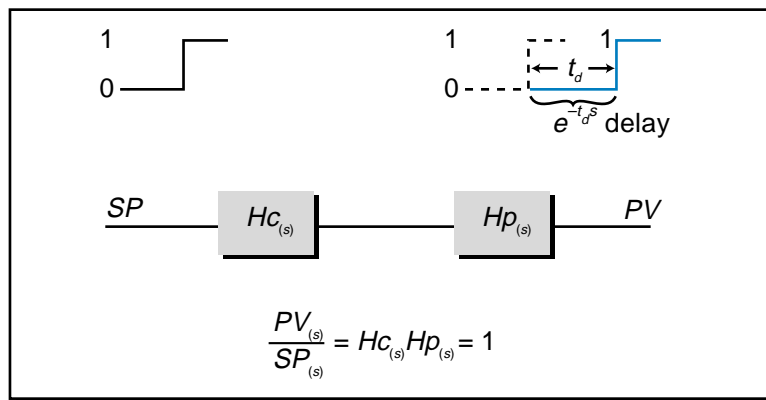 1
0
1 1
t_d
0
e^{-t_d s} delay
SP
Hc_(s)
Hp_(s)
PV
PV_(s)
SP_(s)
= Hc_(s) Hp_(s) = 1